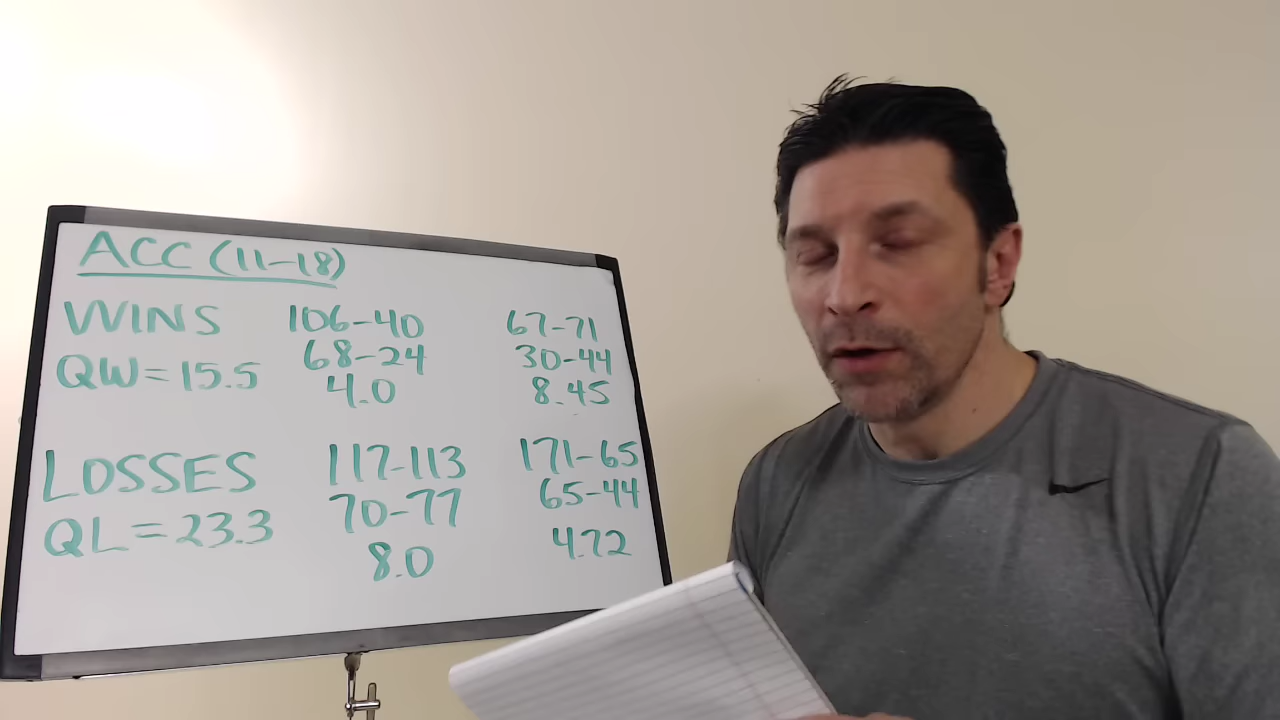 ACC (11-18)
WINS 106-40 67-71
68-24 30-44
QW=15.5 4.0 8.45
LOSSES 117-113 171-65
70-77 65-44
QL=23.3 8.0 4.72